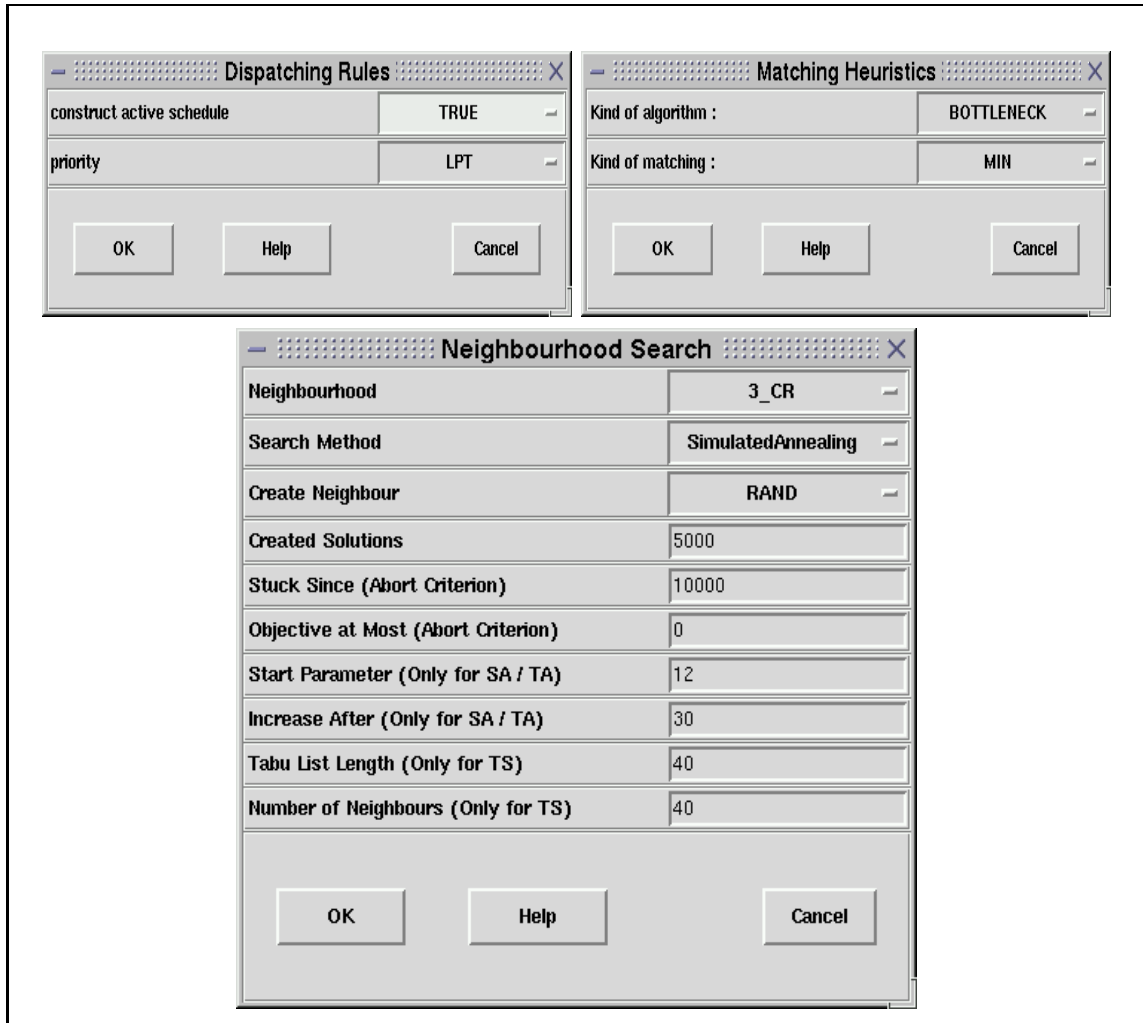 Dispatching Rules
construct active schedule TRUE
priority LPT
OK Help Cancel
Matching Heuristics
Kind of algorithm : BOTTLENECK
Kind of matching : MIN
OK Help Cancel
Neighbourhood Search
Neighbourhood 3_CR
Search Method SimulatedAnnealing
Create Neighbour RAND
Created Solutions 5000
Stuck Since (Abort Criterion) 10000
Objective at Most (Abort Criterion) 0
Start Parameter (Only for SA / TA) 12
Increase After (Only for SA / TA) 30
Tabu List Length (Only for TS) 40
Number of Neighbours (Only for TS) 40
OK Help Cancel